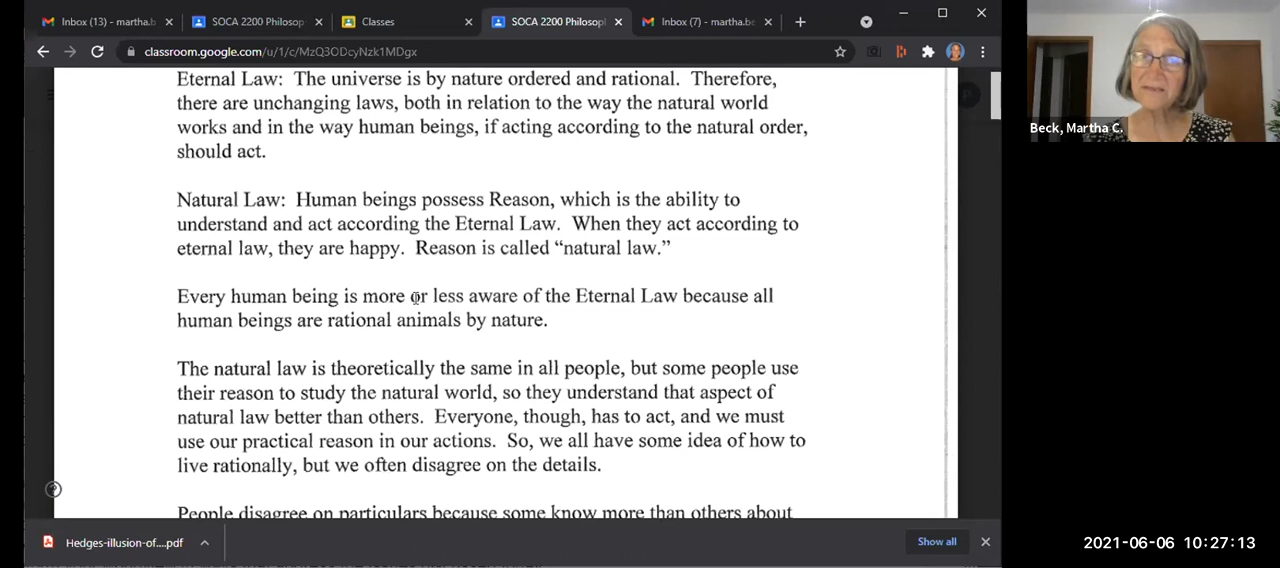 Inbox (13) - martha.b
SOCA 2200 Philosop
Classes
SOCA 2200 Philosopl
Inbox (7) - martha.be
classroom.google.com/u/1/c/MzQ3ODcyNzk1MDgx
Eternal Law: The universe is by nature ordered and rational. Therefore,
there are unchanging laws, both in relation to the way the natural world
works and in the way human beings, if acting according to the natural order,
should act.
Natural Law: Human beings possess Reason, which is the ability to
understand and act according the Eternal Law. When they act according to
eternal law, they are happy. Reason is called “natural law.”
Every human being is more or less aware of the Eternal Law because all
human beings are rational animals by nature.
The natural law is theoretically the same in all people, but some people use
their reason to study the natural world, so they understand that aspect of
natural law better than others. Everyone, though, has to act, and we must
use our practical reason in our actions. So, we all have some idea of how to
live rationally, but we often disagree on the details.
People disagree on particulars because some know more than others about
Hedges-illusion-of....pdf
Show all
Beck, Martha C.
2021-06-06 10:27:13